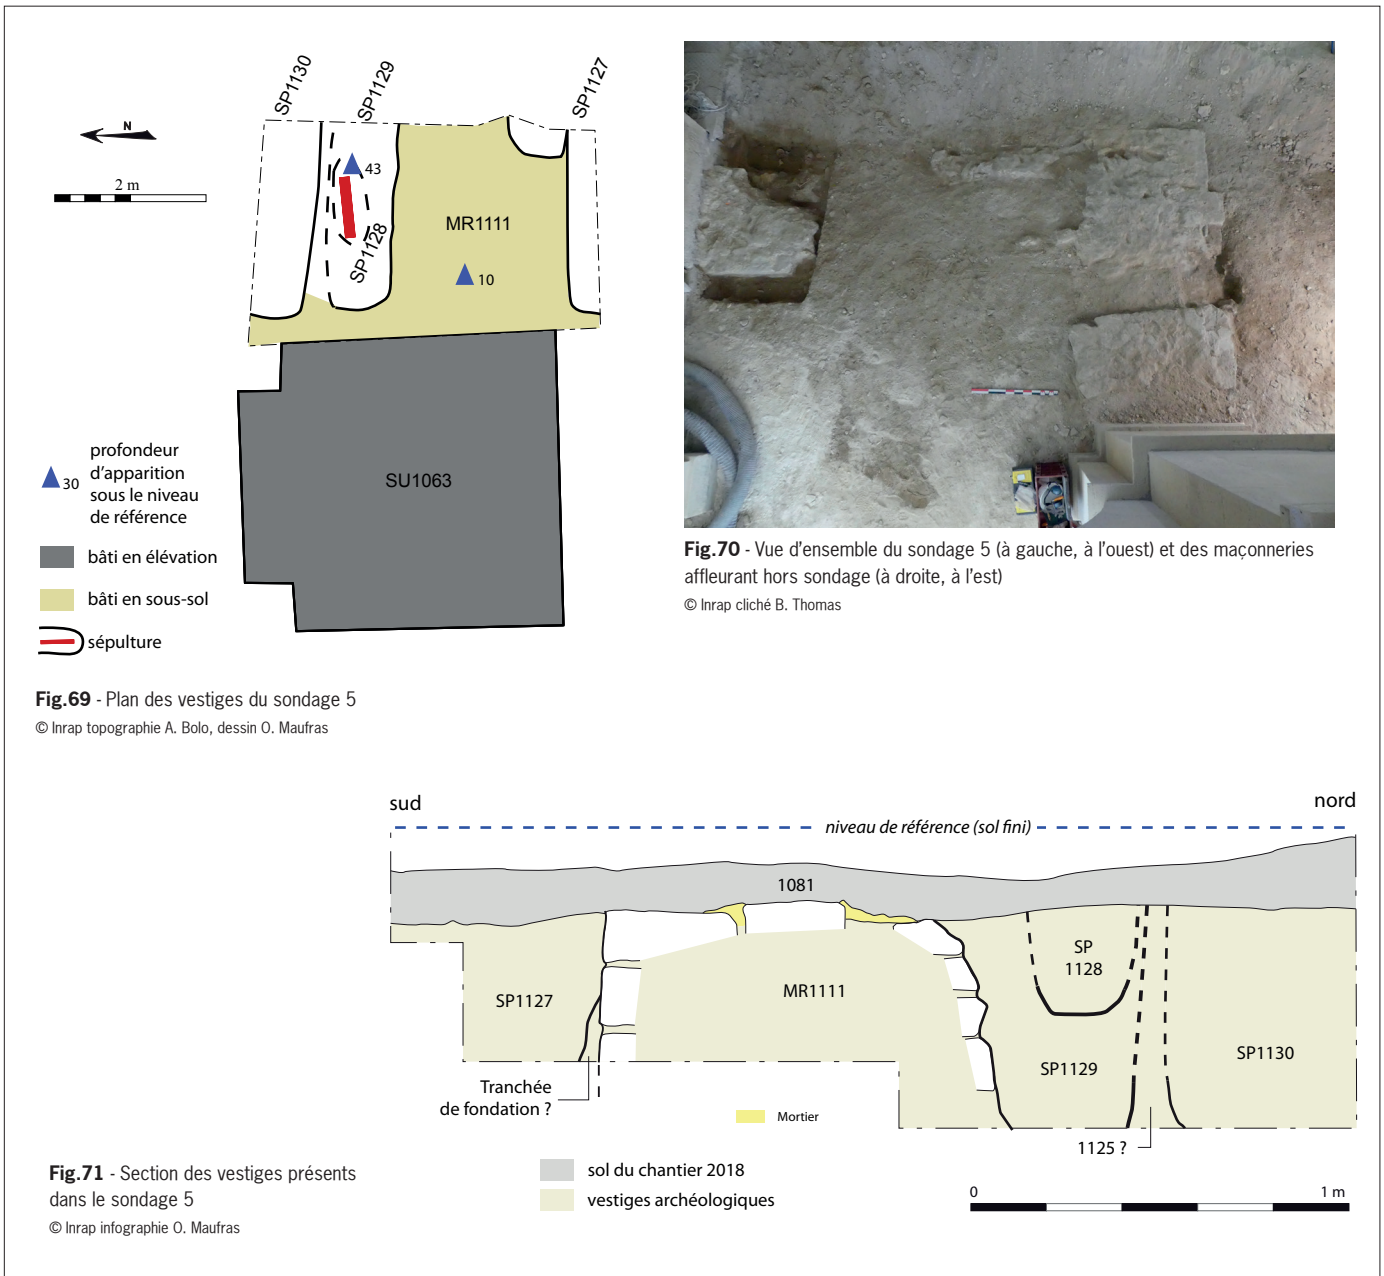 SP1130
SP1129
SP1127
N
2 m
43
SP1128
MR1111
10
SU1063
30
profondeur
d'apparition
sous le niveau
de référence
bâti en élévation
bâti en sous-sol
sépulture
Fig.69 - Plan des vestiges du sondage 5
© Inrap topographie A. Bolo, dessin O. Maufras
Fig.70 - Vue d'ensemble du sondage 5 (à gauche, à l'ouest) et des maçonneries
affleurant hors sondage (à droite, à l'est)
© Inrap cliché B. Thomas
sud
nord
niveau de référence (sol fini)
1081
SP1127
MR1111
SP
1128
SP1129
SP1130
Tranchée
de fondation ?
Mortier
1125 ?
Fig.71 - Section des vestiges présents
dans le sondage 5
© Inrap infographie O. Maufras
sol du chantier 2018
vestiges archéologiques
0
1 m